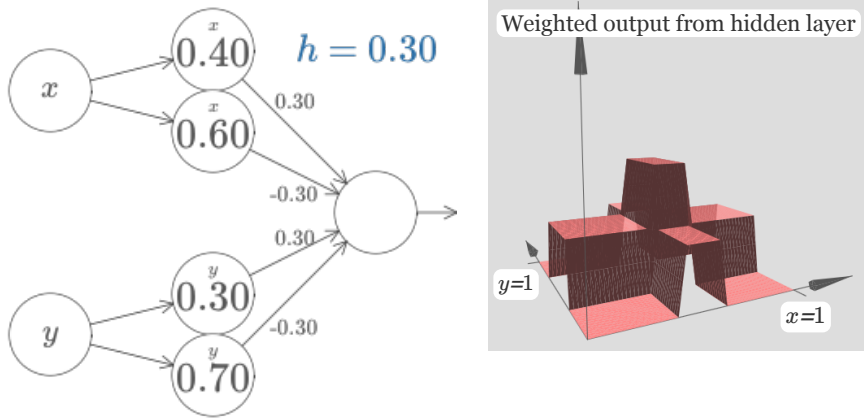 x
x
0.40
x
0.60
h = 0.30
0.30
-0.30
y
y
0.30
y
0.70
0.30
-0.30
Weighted output from hidden layer
y=1
x=1